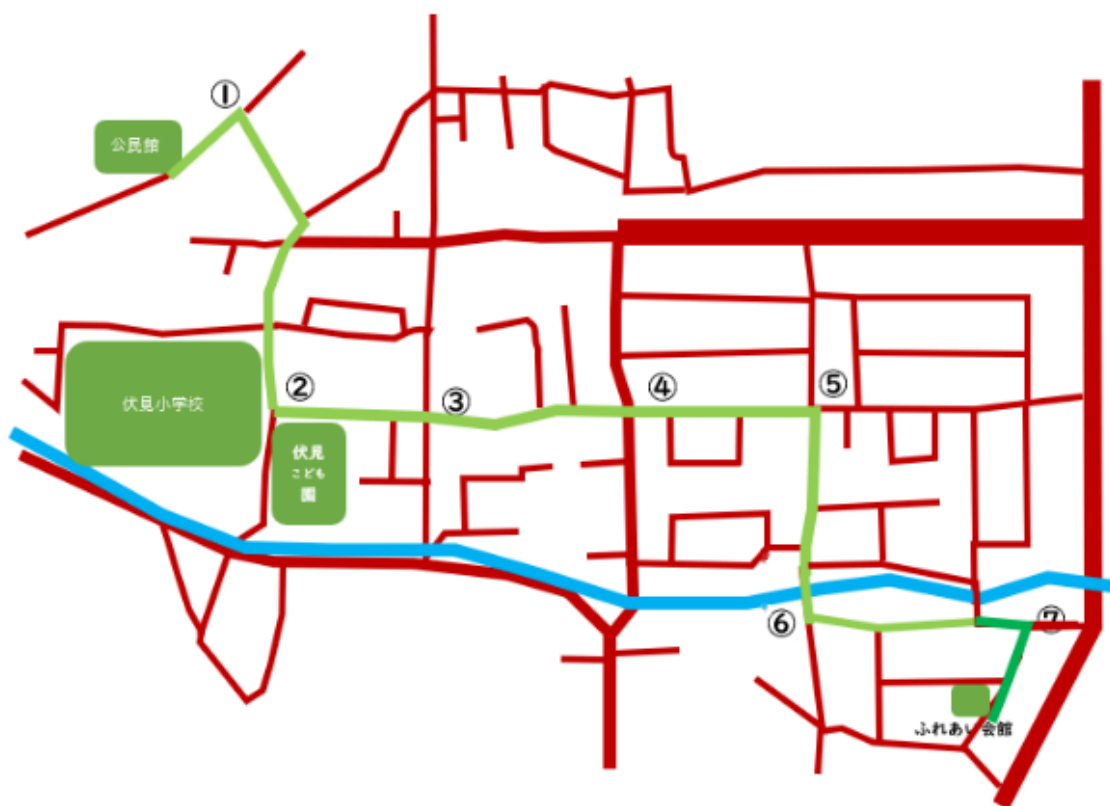 ①
公民館
②
③
④
⑤
伏見小学校
伏見
こども
園
⑥
⑦
ふれあい会館